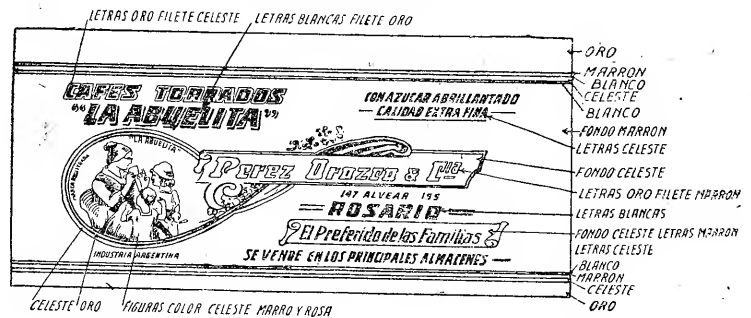 LETRAS ORO FILETE CELESTE
LETRAS BLANCAS FILETE ORO
ORO
MARRON
BLANCO
CELESTE
BLANCO
CAFES TORRADOS
"LA ABUELITA"
CON AZUCAR ABRILLANTADO
CALIDAD EXTRA FINA
FONDO MARRON
LETRAS CELESTE
"LA ABUELITA"
Perez Orozco & Cia
FONDO CELESTE
LETRAS ORO FILETE MARRON
147 ALVEAR 195
ROSARIO
LETRAS BLANCAS
El Preferido de las Familias
FONDO CELESTE LETRAS MARRON
INDUSTRIA ARGENTINA
SE VENDE EN LOS PRINCIPALES ALMACENES
LETRAS CELESTE
BLANCO
MARRON
CELESTE
ORO
CELESTE ORO
FIGURAS COLOR CELESTE MARRO Y ROSA